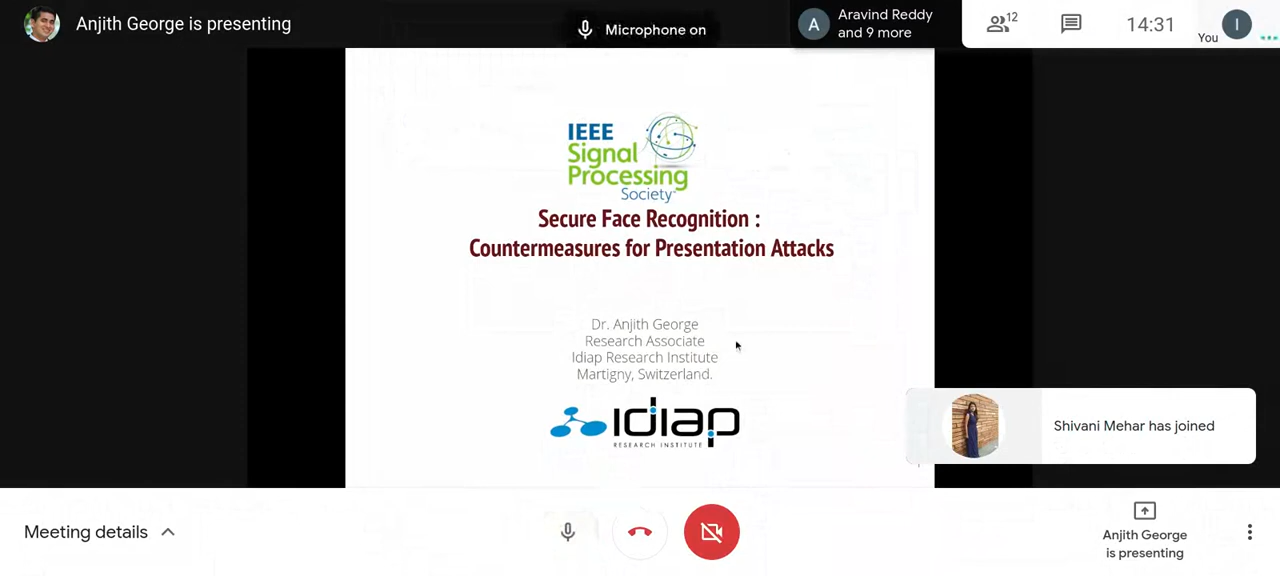 Anjith George is presenting
Microphone on
A
Aravind Reddy
and 9 more
12
14:31
You
I
IEEE
Signal
Processing
Society
Secure Face Recognition :
Countermeasures for Presentation Attacks
Dr. Anjith George
Research Associate
Idiap Research Institute
Martigny, Switzerland.
idiap
RESEARCH INSTITUTE
Shivani Mehar has joined
Meeting details
Anjith George
is presenting